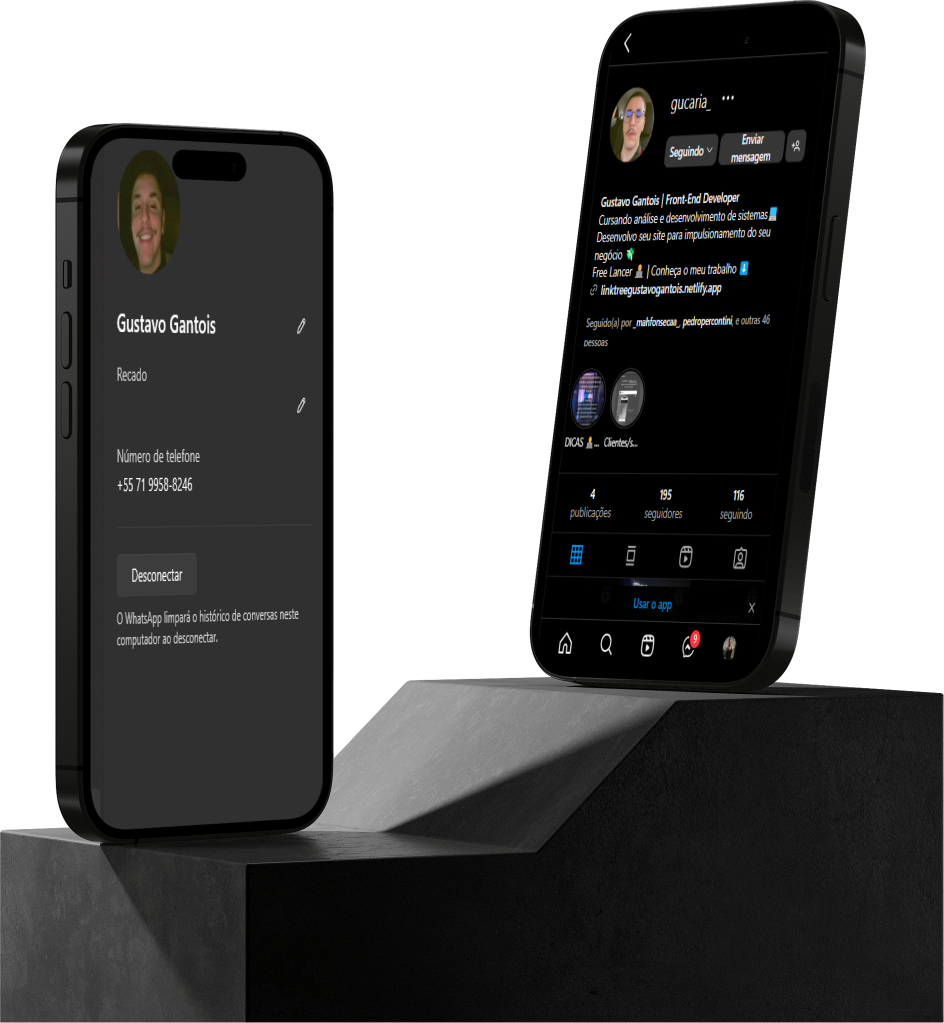 Gustavo Gantois
Recado
Número de telefone
+55 71 9958-8246
Desconectar
O WhatsApp limpará o histórico de conversas neste
computador ao desconectar.
gucaria_
Seguindo
Enviar
mensagem
Gustavo Gantois | Front-End Developer
Cursando análise e desenvolvimento de sistemas
Desenvolvo seu site para impulsionamento do seu
negócio
Free Lancer | Conheça o meu trabalho
linktreegustavogantois.netlify.app
Seguido(a) por _mahfonsecaa_, pedropercontini, e outras 46
pessoas
DICAS ... Clientes/s...
4 195 116
publicações seguidores seguindo
Usar o app
9